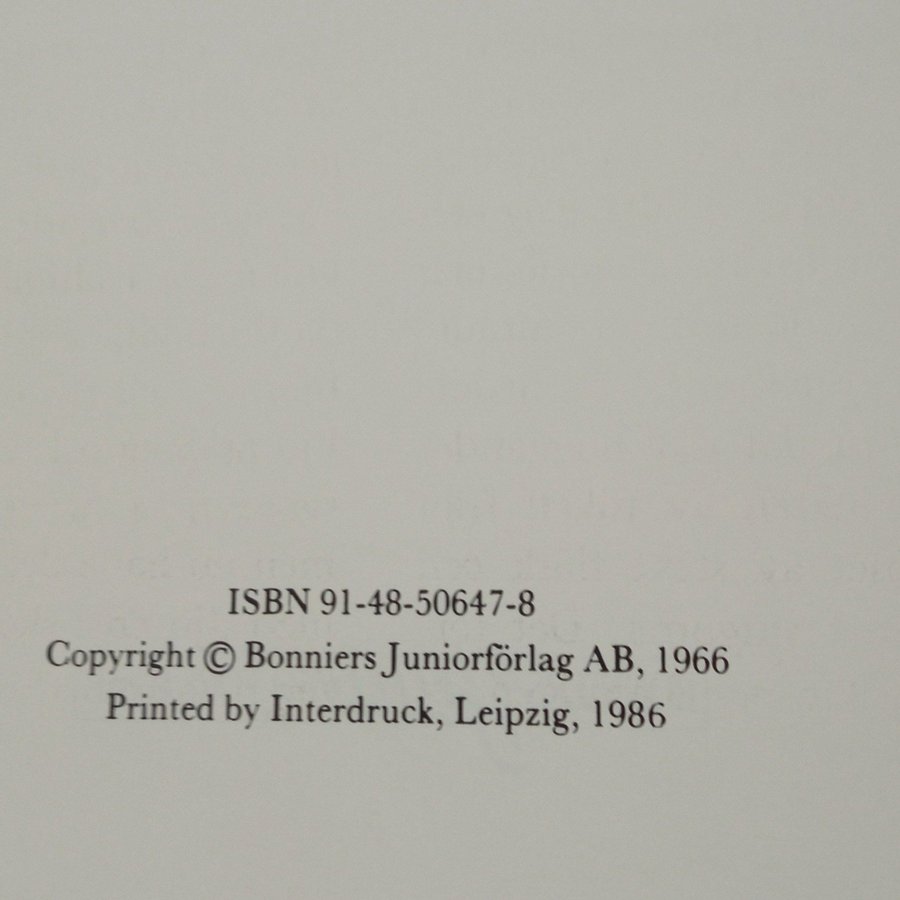 ISBN 91-48-50647-8
Copyright © Bonniers Juniorförlag AB, 1966
Printed by Interdruck, Leipzig, 1986